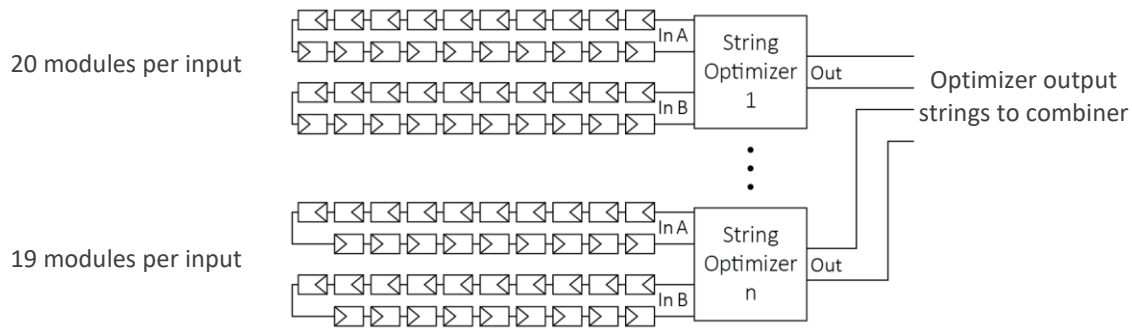 20 modules per input
In A
In B
String
Optimizer
1
Out
Optimizer output
strings to combiner
19 modules per input
In A
In B
String
Optimizer
n
Out